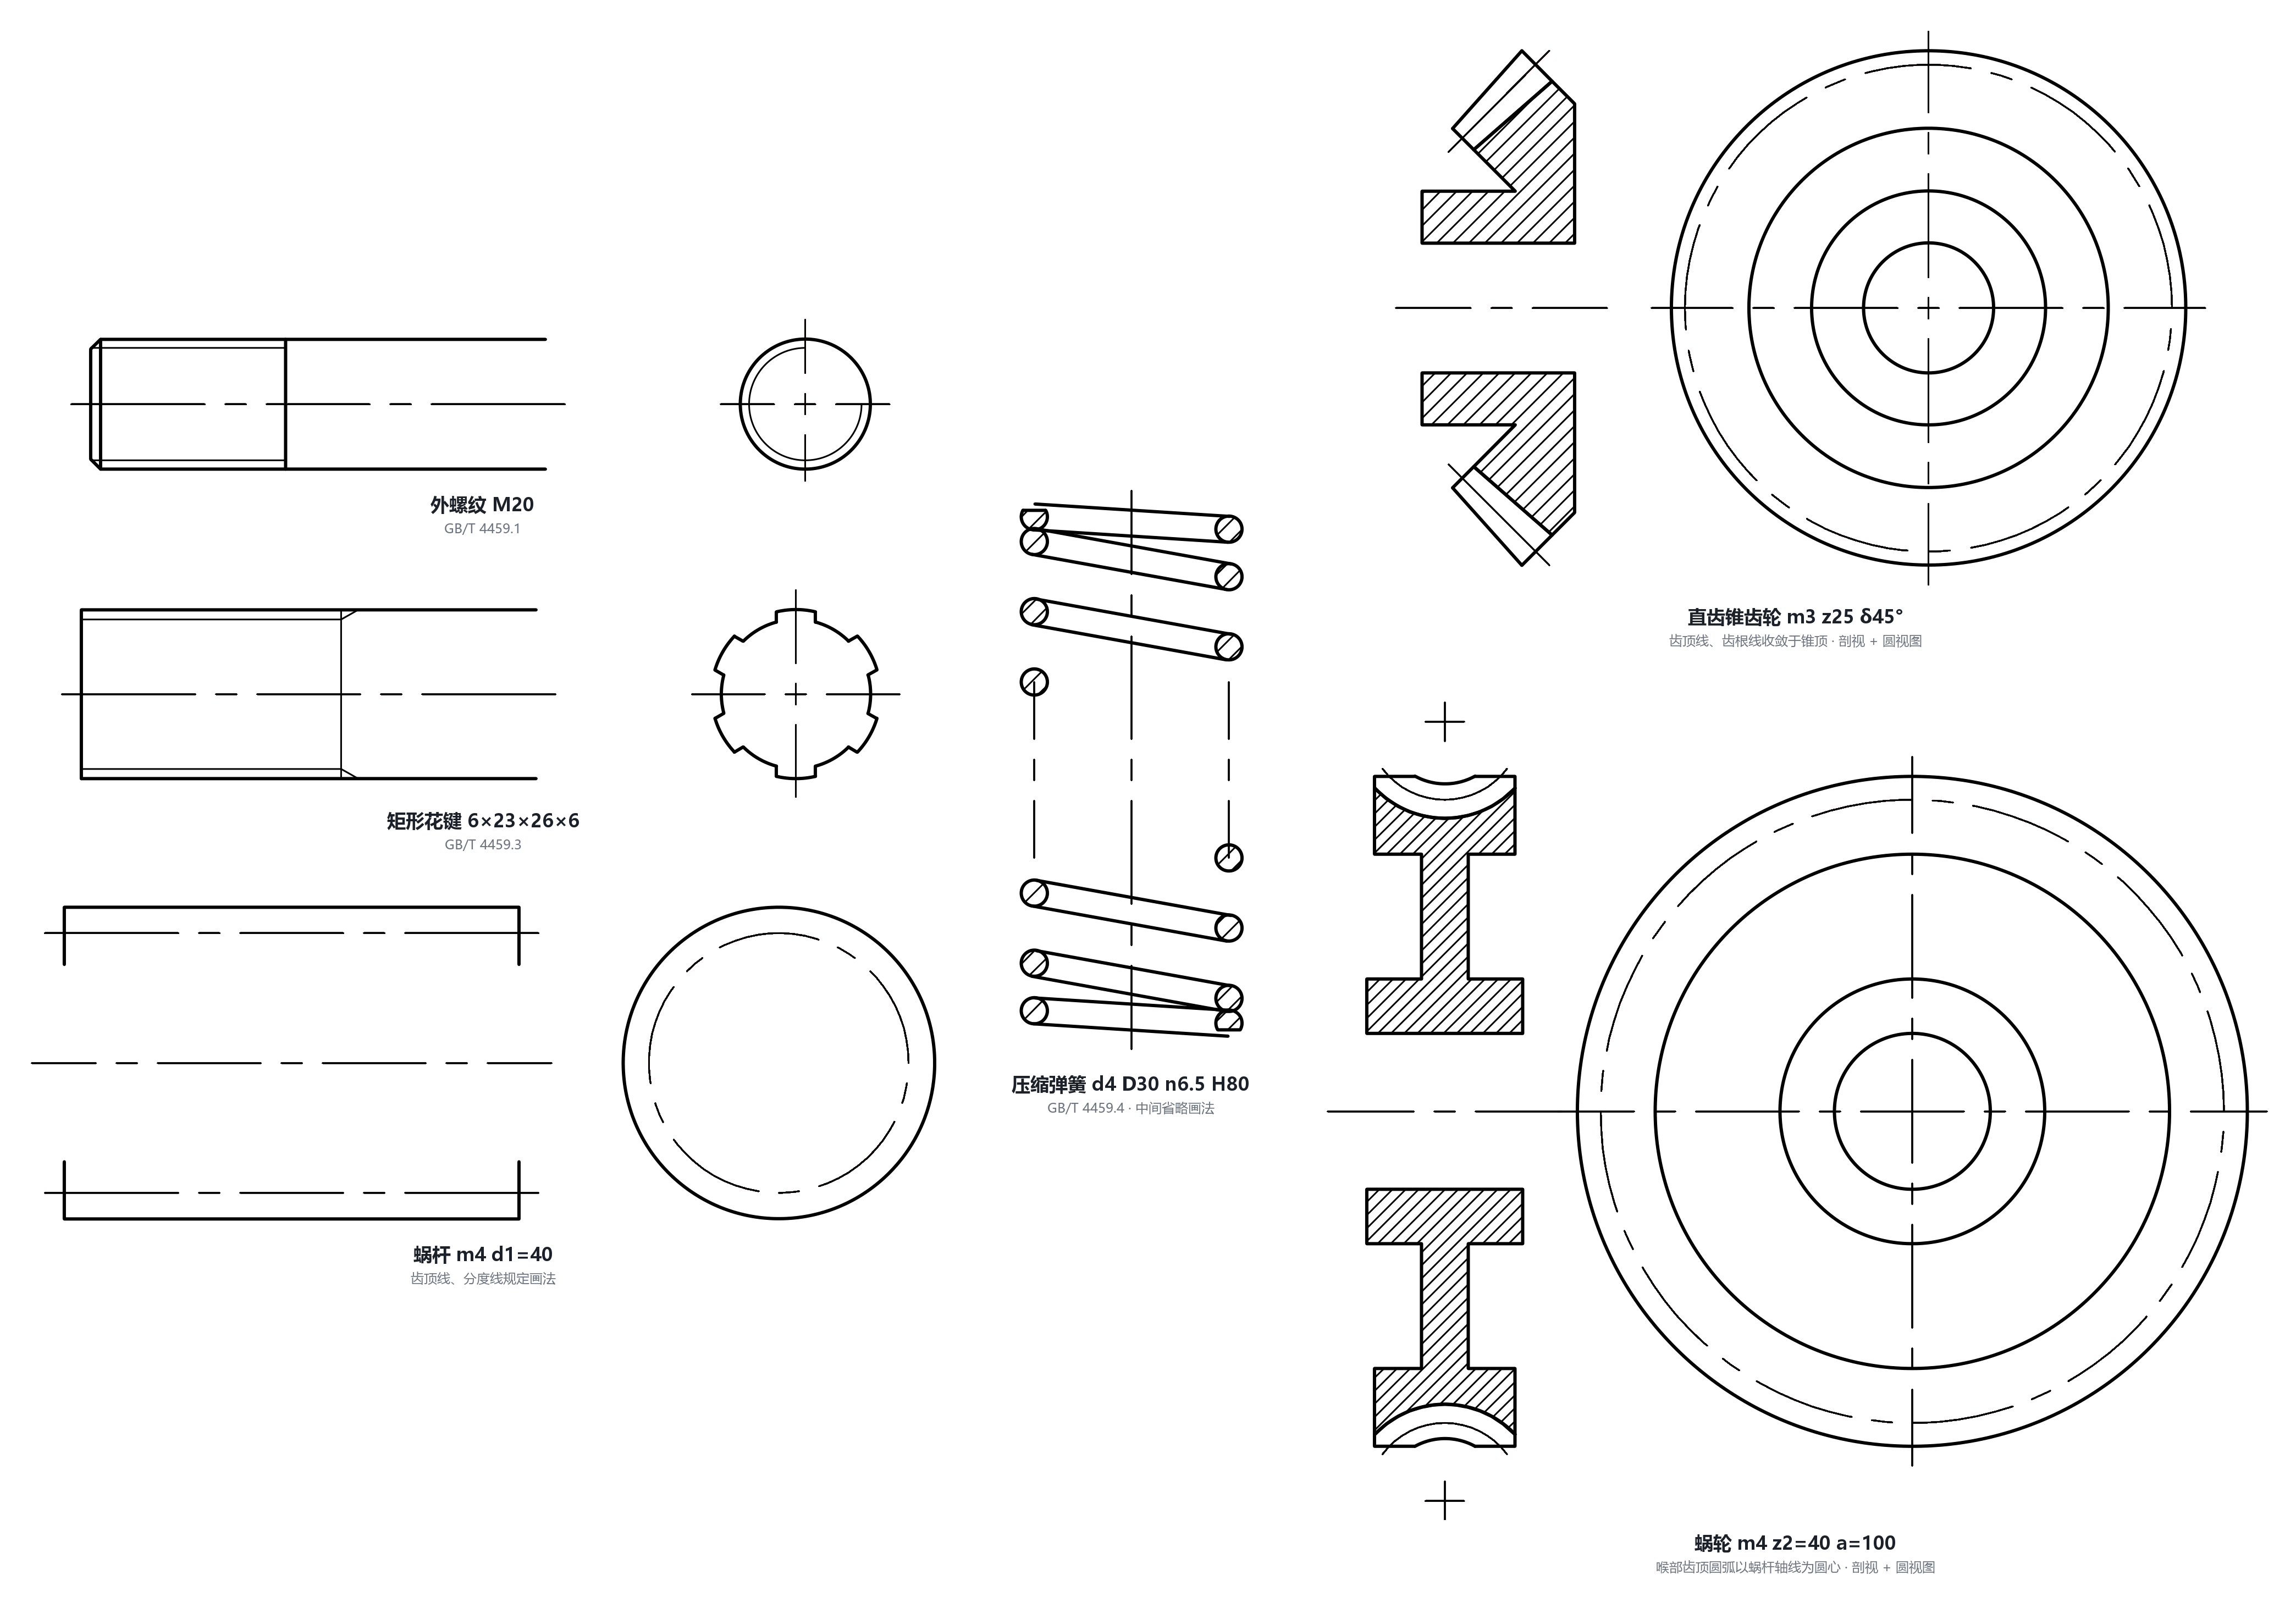 外螺纹 M20
GB/T 4459.1
矩形花键 6×23×26×6
GB/T 4459.3
蜗杆 m4 d1=40
齿顶线、分度线规定画法
压缩弹簧 d4 D30 n6.5 H80
GB/T 4459.4 · 中间省略画法
直齿锥齿轮 m3 z25 δ45°
齿顶线、齿根线收敛于锥顶 · 剖视 + 圆视图
蜗轮 m4 z2=40 a=100
喉部齿顶圆弧以蜗杆轴线为圆心 · 剖视 + 圆视图